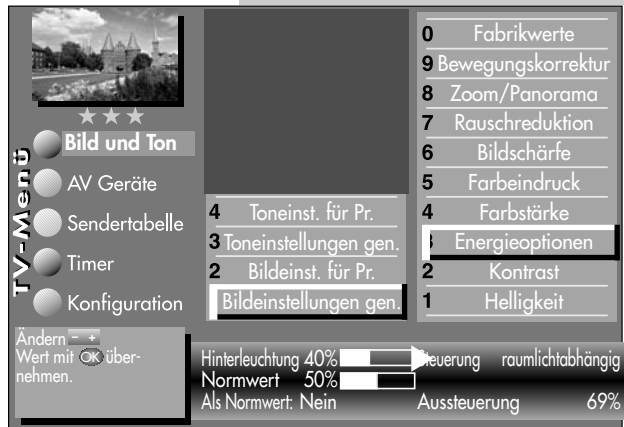 TV-Menü
Bild und Ton
AV Geräte
Sendertabelle
Timer
Konfiguration
4 Toneinst. für Pr.
3 Toneinstellungen gen.
2 Bildeinst. für Pr.
Bildeinstellungen gen.
0 Fabrikwerte
9 Bewegungskorrektur
8 Zoom/Panorama
7 Rauschreduktion
6 Bildschärfe
5 Farbeindruck
4 Farbstärke
3 Energieoptionen
2 Kontrast
1 Helligkeit
Ändern - +
Wert mit OK über-
nehmen.
Hinterleuchtung 40% Steuerung raumlichtabhängig
Normwert 50%
Als Normwert: Nein Aussteuerung 69%